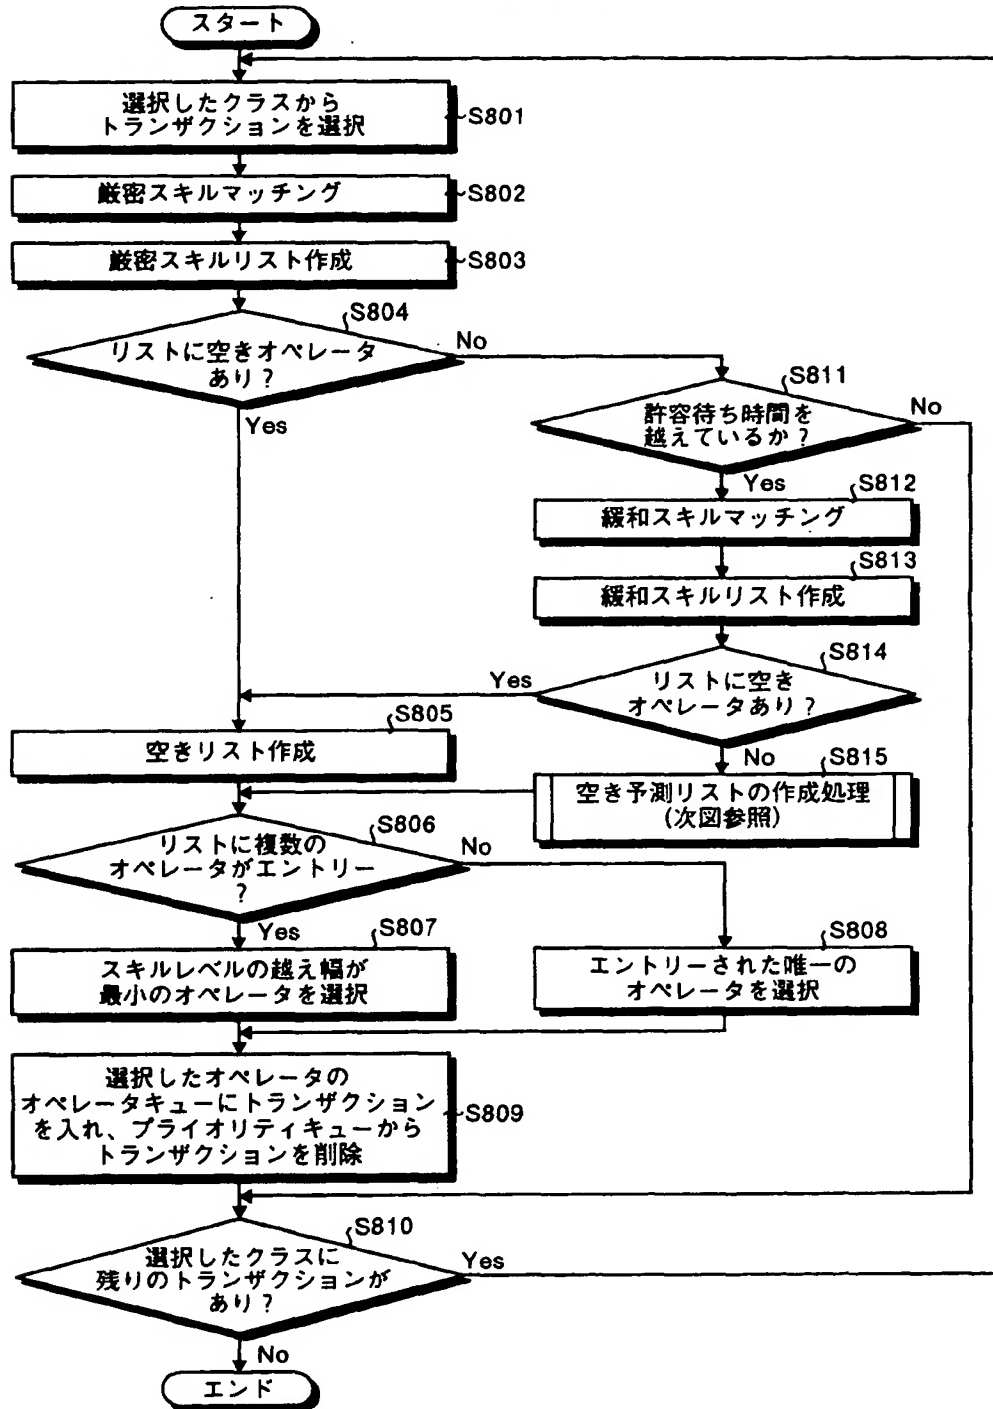 スタート
選択したクラスから
トランザクションを選択
S801
厳密スキルマッチング
S802
厳密スキルリスト作成
S803
S804
リストに空きオペレータ
あり?
No
Yes
S811
許容待ち時間を
越えているか?
No
Yes
S812
緩和スキルマッチング
S813
緩和スキルリスト作成
S814
リストに空き
オペレータあり?
Yes
No
S805
空きリスト作成
S815
空き予測リストの作成処理
(次図参照)
S806
リストに複数の
オペレータがエントリー
?
No
Yes
S807
スキルレベルの越え幅が
最小のオペレータを選択
S808
エントリーされた唯一の
オペレータを選択
選択したオペレータの
オペレータキューにトランザクション
を入れ、プライオリティキューから
トランザクションを削除
S809
S810
選択したクラスに
残りのトランザクションが
あり?
Yes
No
エンド